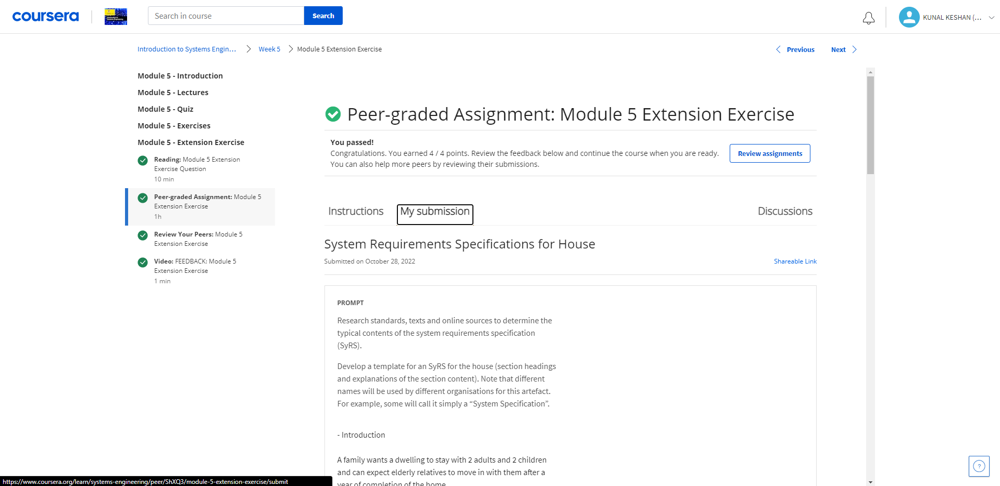 coursera
Search in course
Search
KUNAL KESHAN (...
Introduction to Systems Engin...
Week 5
Module 5 Extension Exercise
Previous
Next
Module 5 - Introduction
Module 5 - Lectures
Module 5 - Quiz
Module 5 - Exercises
Module 5 - Extension Exercise
Reading: Module 5 Extension
Exercise Question
10 min
Peer-graded Assignment: Module 5
Extension Exercise
1h
Review Your Peers: Module 5
Extension Exercise
Video: FEEDBACK: Module 5
Extension Exercise
1 min
Peer-graded Assignment: Module 5 Extension Exercise
You passed!
Congratulations. You earned 4 / 4 points. Review the feedback below and continue the course when you are ready.
You can also help more peers by reviewing their submissions.
Review assignments
Instructions
My submission
Discussions
System Requirements Specifications for House
Submitted on October 28, 2022
Shareable Link
PROMPT
Research standards, texts and online sources to determine the
typical contents of the system requirements specification
(SyRS).
Develop a template for an SyRS for the house (section headings
and explanations of the section content). Note that different
names will be used by different organisations for this artefact.
For example, some will call it simply a “System Specification”.
- Introduction
A family wants a dwelling to stay with 2 adults and 2 children
and can expect elderly relatives to move in with them after a
year of completion of the home.
?
https://www.coursera.org/learn/systems-engineering/peer/ShXQ3/module-5-extension-exercise/submit